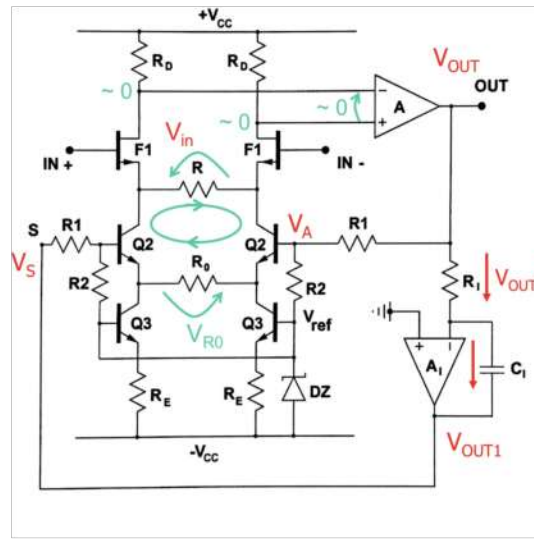 +VCC
RD
RD
VOUT
OUT
~ 0
~ 0
~ 0
−
+
A
Vin
F1
F1
IN +
IN -
R
S
R1
Q2
Q2
VA
R1
VS
R2
R0
R2
RI
VOUT
VR0
Q3
Q3
Vref
+
−
AI
CI
RE
RE
DZ
VOUT1
-VCC